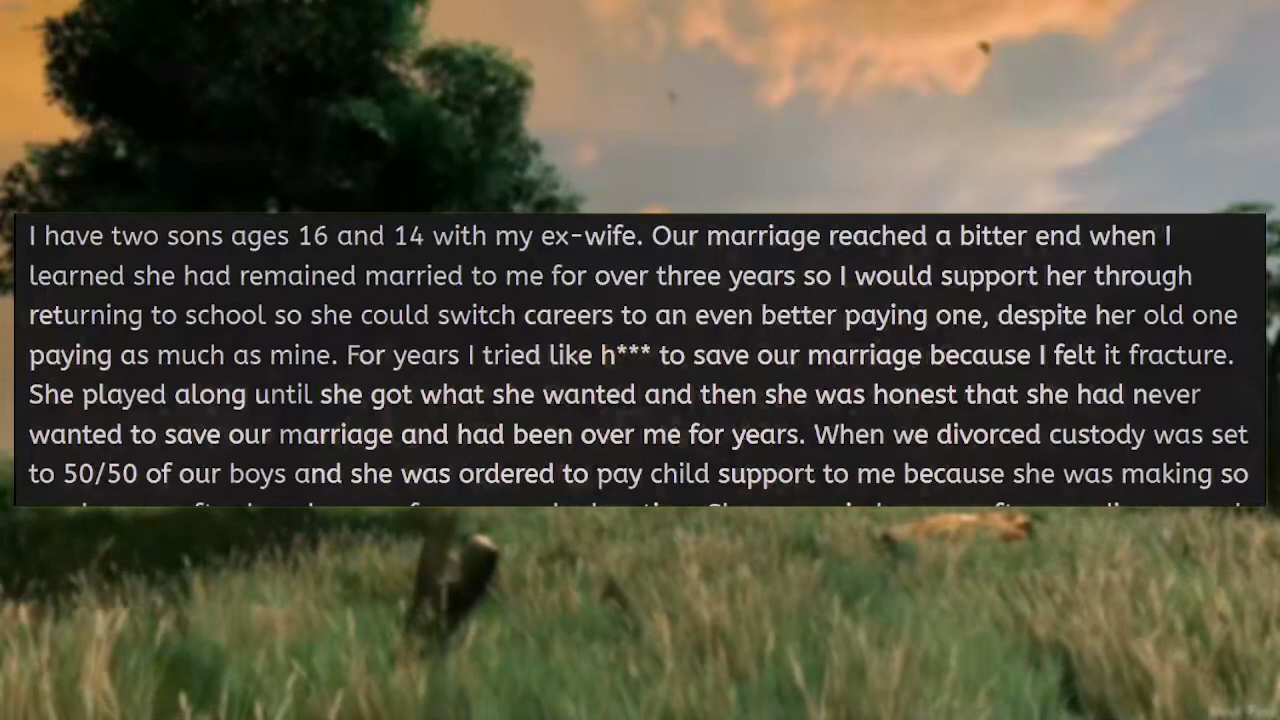 I have two sons ages 16 and 14 with my ex-wife. Our marriage reached a bitter end when I
learned she had remained married to me for over three years so I would support her through
returning to school so she could switch careers to an even better paying one, despite her old one
paying as much as mine. For years I tried like h*** to save our marriage because I felt it fracture.
She played along until she got what she wanted and then she was honest that she had never
wanted to save our marriage and had been over me for years. When we divorced custody was set
to 50/50 of our boys and she was ordered to pay child support to me because she was making so